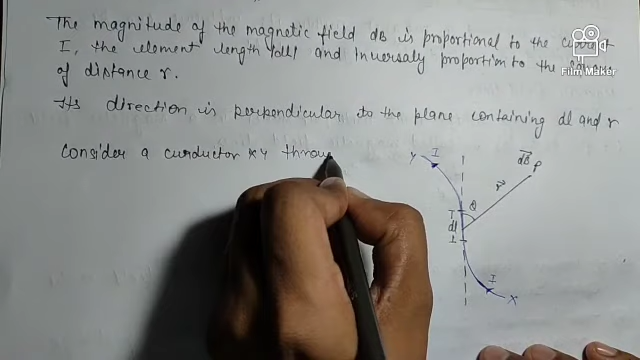 The magnitude of the magnetic field dB is proportional to the
I, the element length |dl| and inversaly proportion to the
of distance r.
Its direction is perpendicular to the plane containing dl and r
Consider a conductor XY throu
Film Maker
Y
I
dB
P
r
θ
dl
I
X